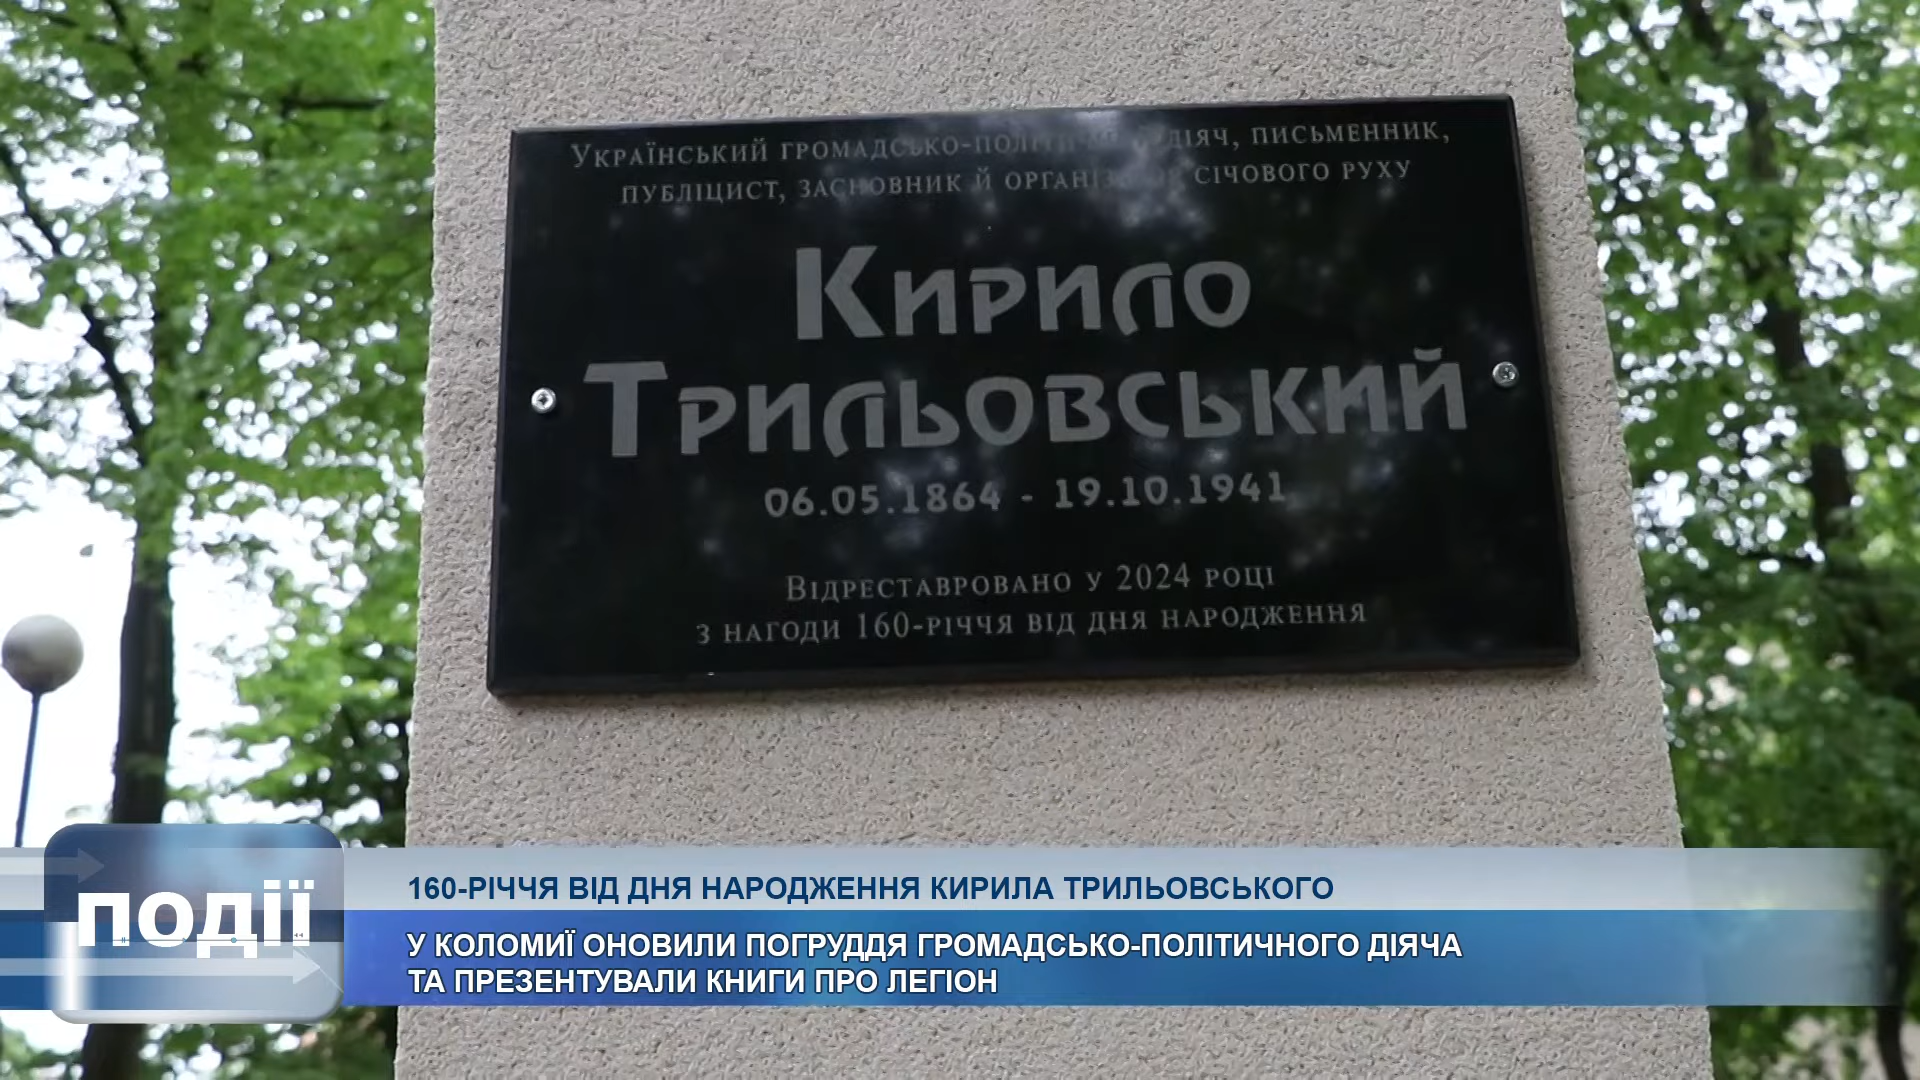 Український громадсько-політичний діяч, письменник,
публіцист, засновник й організатор січового руху
Кирило
Трильовський
06.05.1864 - 19.10.1941
Відреставровано у 2024 році
з нагоди 160-річчя від дня народження
події
160-РІЧЧЯ ВІД ДНЯ НАРОДЖЕННЯ КИРИЛА ТРИЛЬОВСЬКОГО
У КОЛОМИЇ ОНОВИЛИ ПОГРУДДЯ ГРОМАДСЬКО-ПОЛІТИЧНОГО ДІЯЧА
ТА ПРЕЗЕНТУВАЛИ КНИГИ ПРО ЛЕГІОН